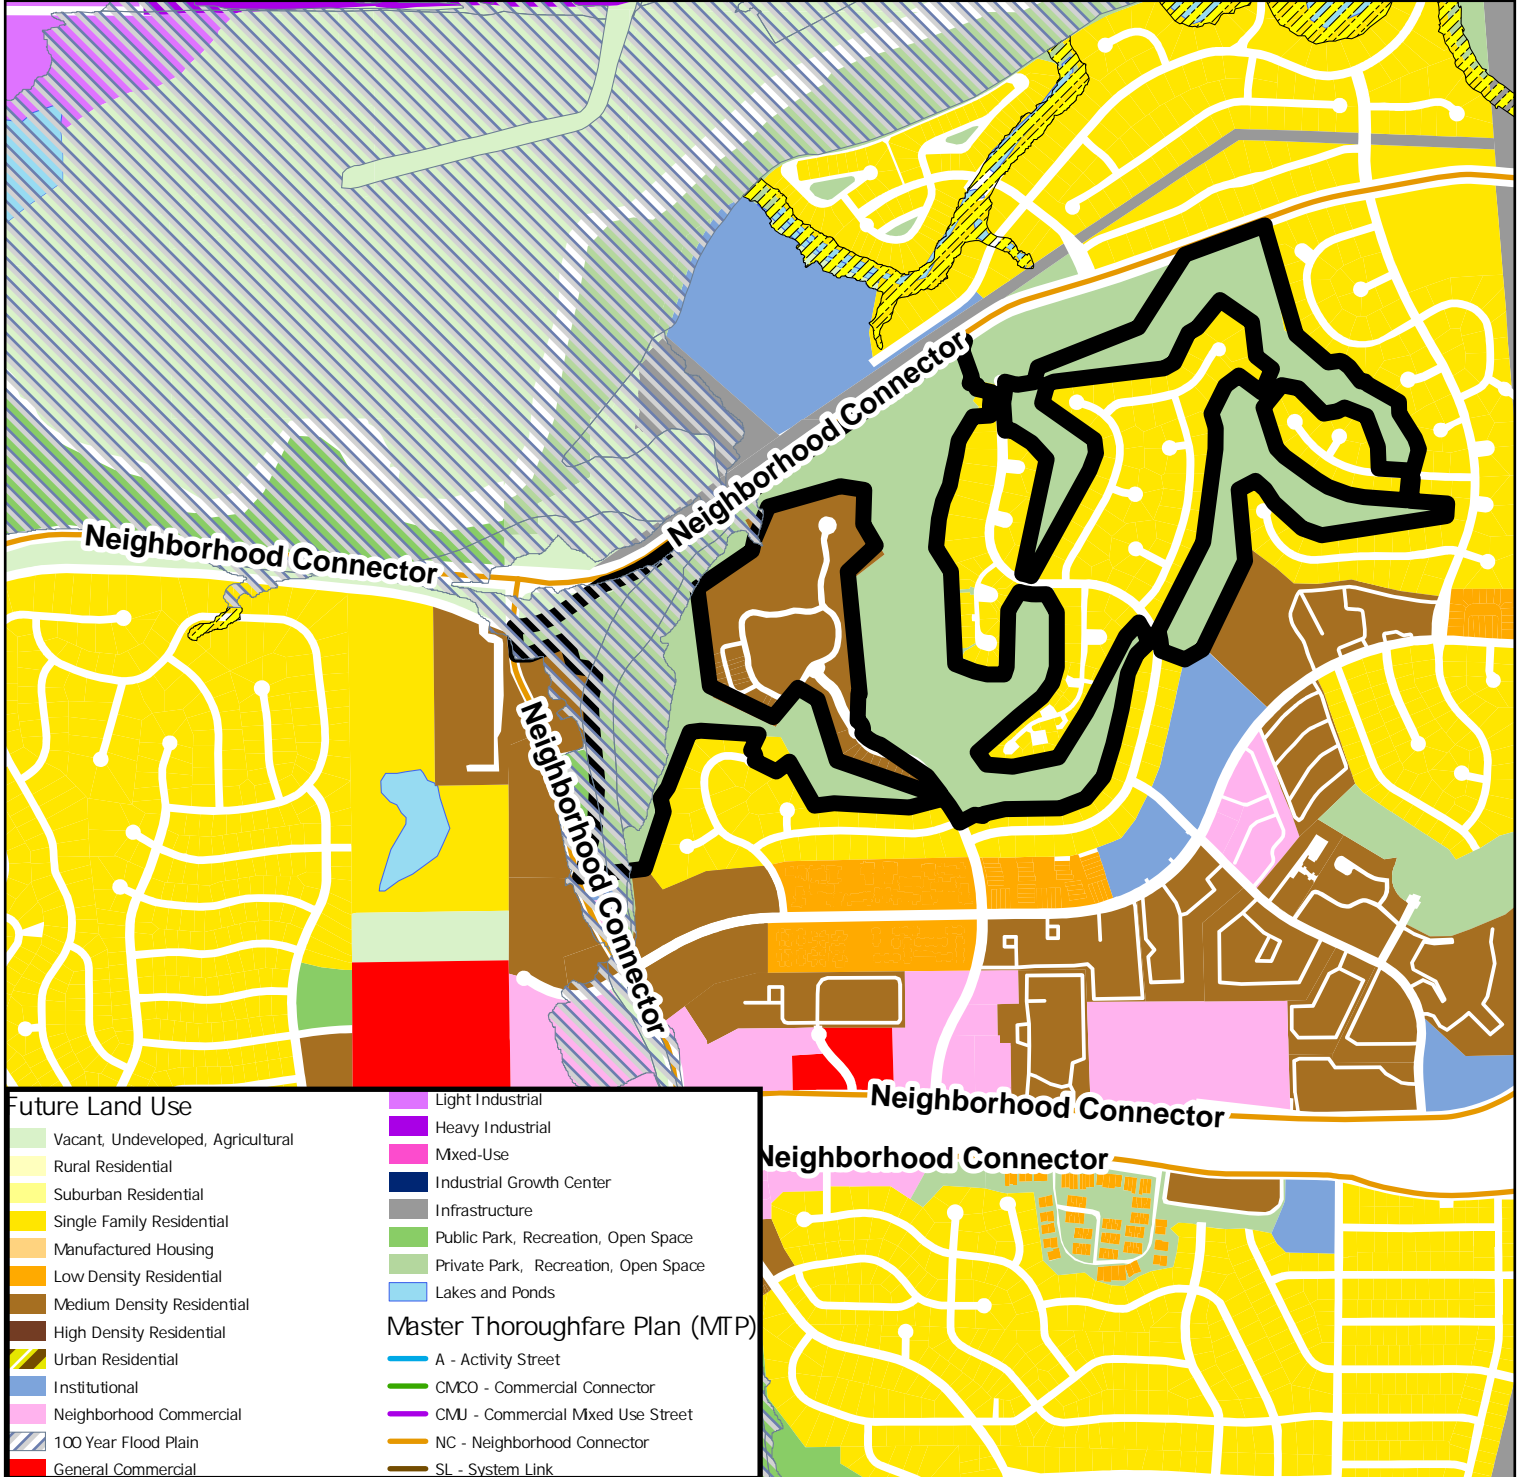 Neighborhood Connector
Neighborhood Connector
Neighborhood Connector
Neighborhood Connector
Neighborhood Connector
Future Land Use
Vacant, Undeveloped, Agricultural
Rural Residential
Suburban Residential
Single Family Residential
Manufactured Housing
Low Density Residential
Medium Density Residential
High Density Residential
Urban Residential
Institutional
Neighborhood Commercial
100 Year Flood Plain
General Commercial
Light Industrial
Heavy Industrial
Mixed-Use
Industrial Growth Center
Infrastructure
Public Park, Recreation, Open Space
Private Park, Recreation, Open Space
Lakes and Ponds
Master Thoroughfare Plan (MTP)
A - Activity Street
CMCO - Commercial Connector
CMU - Commercial Mixed Use Street
NC - Neighborhood Connector
SL - System Link